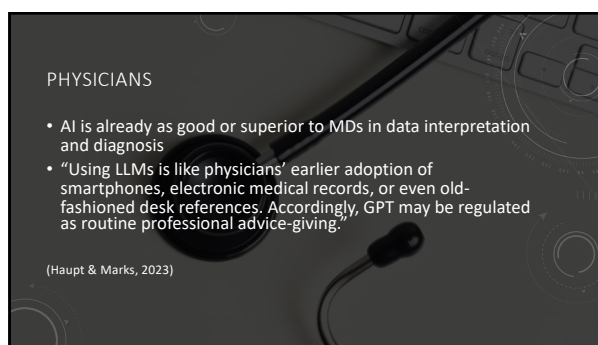 PHYSICIANS
• AI is already as good or superior to MDs in data interpretation
and diagnosis
• “Using LLMs is like physicians’ earlier adoption of
smartphones, electronic medical records, or even old-
fashioned desk references. Accordingly, GPT may be regulated
as routine professional advice-giving.”
(Haupt & Marks, 2023)